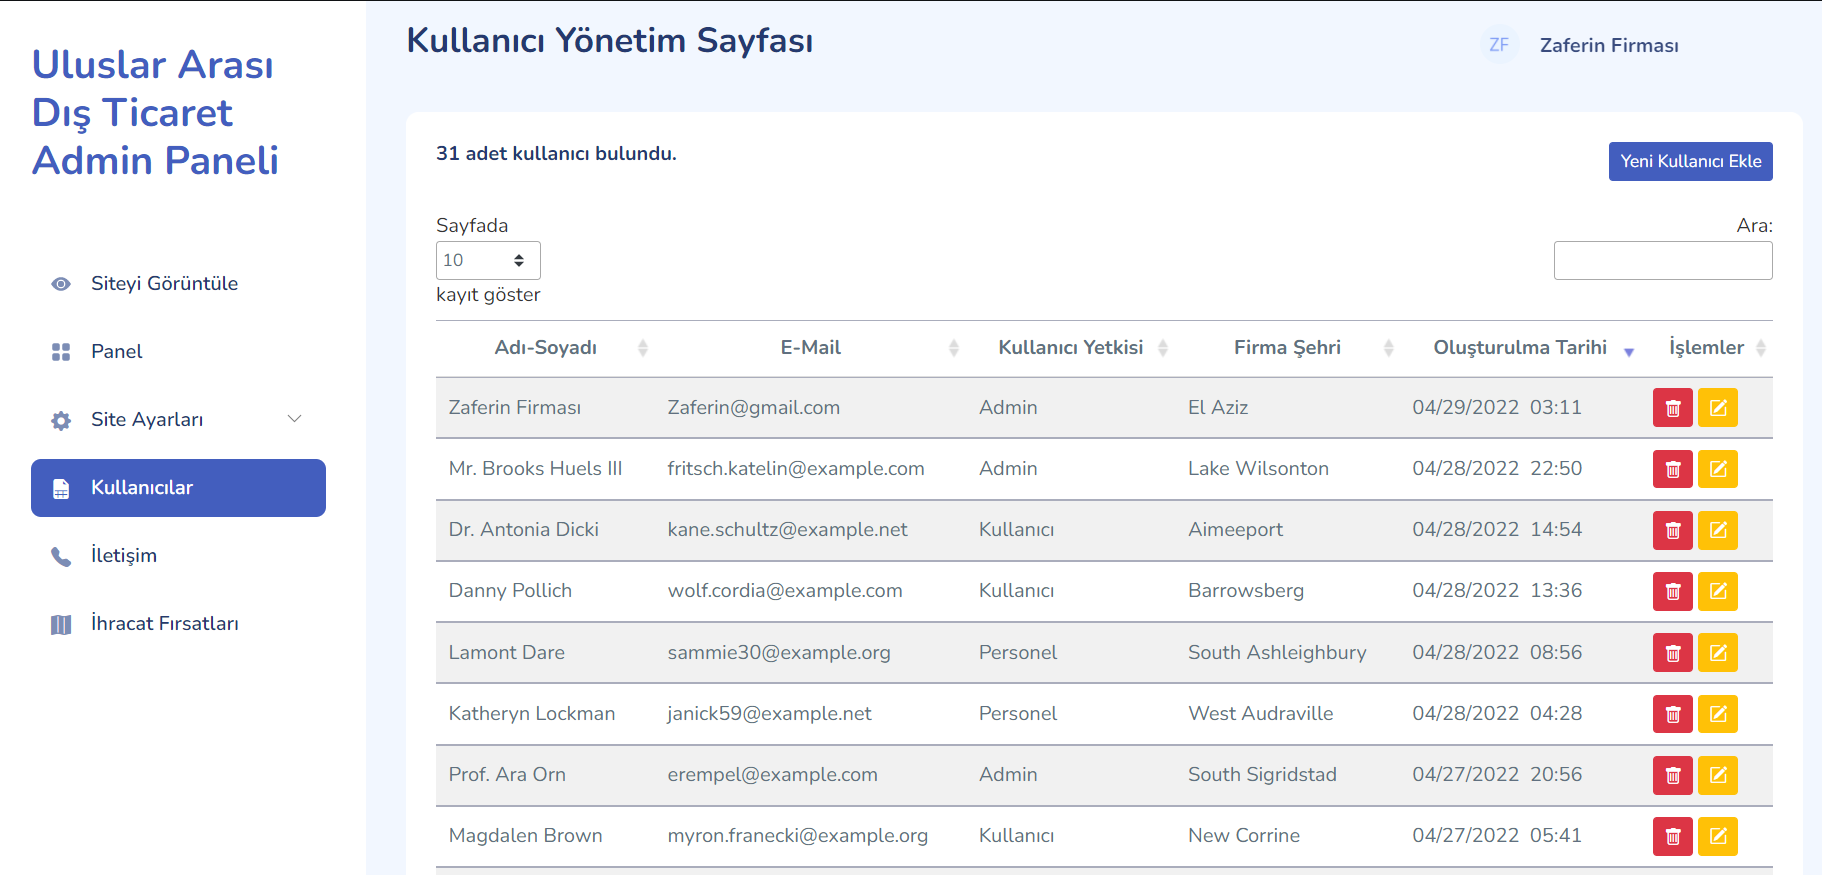 Uluslar Arası
Dış Ticaret
Admin Paneli
Siteyi Görüntüle
Panel
Site Ayarları
Kullanıcılar
İletişim
İhracat Fırsatları
Kullanıcı Yönetim Sayfası
ZF Zaferin Firması
31 adet kullanıcı bulundu.
Yeni Kullanıcı Ekle
Sayfada
10
kayıt göster
Ara:
Adı-Soyadı E-Mail Kullanıcı Yetkisi Firma Şehri Oluşturulma Tarihi İşlemler
Zaferin Firması Zaferin@gmail.com Admin El Aziz 04/29/2022 03:11
Mr. Brooks Huels III fritsch.katelin@example.com Admin Lake Wilsonton 04/28/2022 22:50
Dr. Antonia Dicki kane.schultz@example.net Kullanıcı Aimeeport 04/28/2022 14:54
Danny Pollich wolf.cordia@example.com Kullanıcı Barrowsberg 04/28/2022 13:36
Lamont Dare sammie30@example.org Personel South Ashleighbury 04/28/2022 08:56
Katheryn Lockman janick59@example.net Personel West Audraville 04/28/2022 04:28
Prof. Ara Orn erempel@example.com Admin South Sigridstad 04/27/2022 20:56
Magdalen Brown myron.franecki@example.org Kullanıcı New Corrine 04/27/2022 05:41